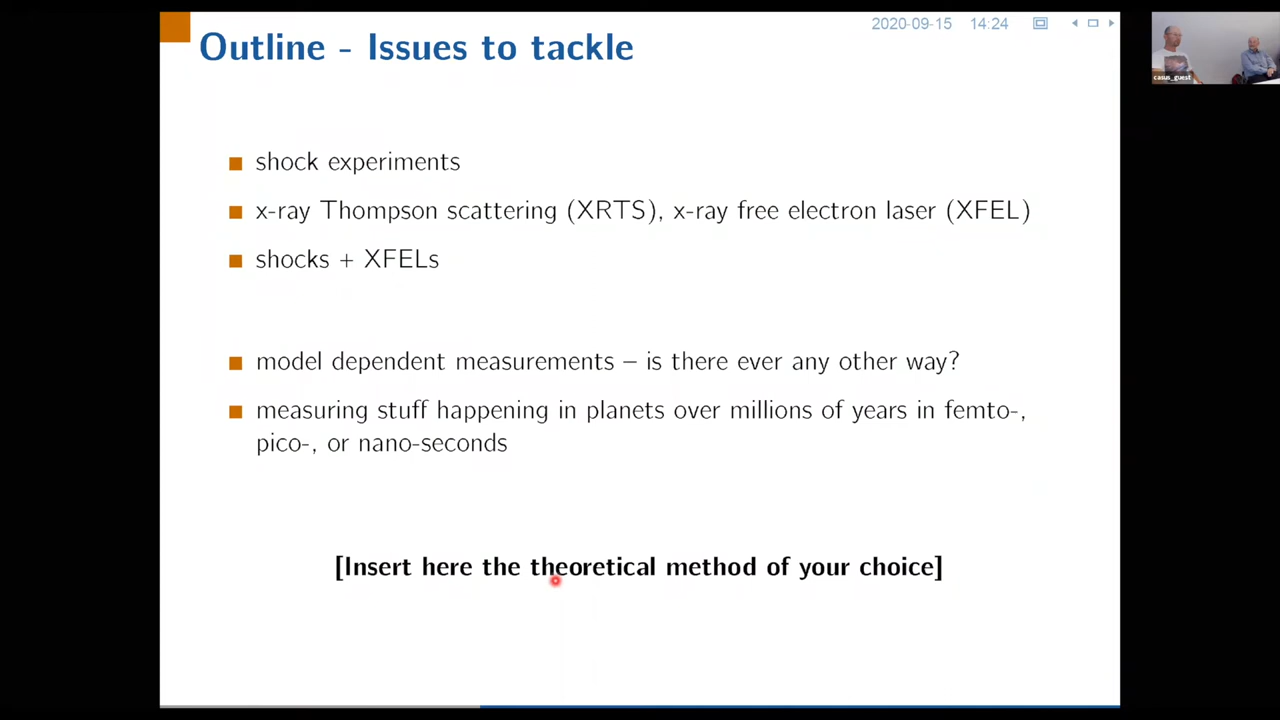 2020-09-15 14:24
Outline - Issues to tackle
casus_guest
shock experiments
x-ray Thompson scattering (XRTS), x-ray free electron laser (XFEL)
shocks + XFELs
model dependent measurements – is there ever any other way?
measuring stuff happening in planets over millions of years in femto-,
pico-, or nano-seconds
[Insert here the theoretical method of your choice]